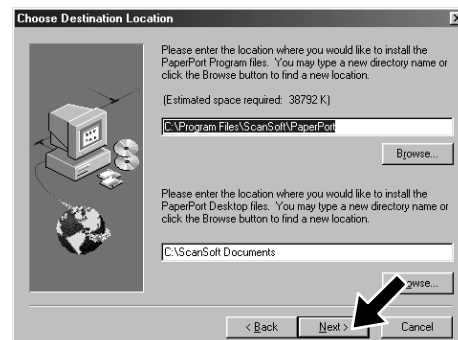 Choose Destination Location
Please enter the location where you would like to install the
PaperPort Program files. You may type a new directory name or
click the Browse button to find a new location.
(Estimated space required: 38792 K)
C:\Program Files\ScanSoft\PaperPort
Browse...
Please enter the location where you would like to install the
PaperPort Desktop files. You may type a new directory name or
click the Browse button to find a new location.
C:\ScanSoft Documents
owse...
< Back Next > Cancel